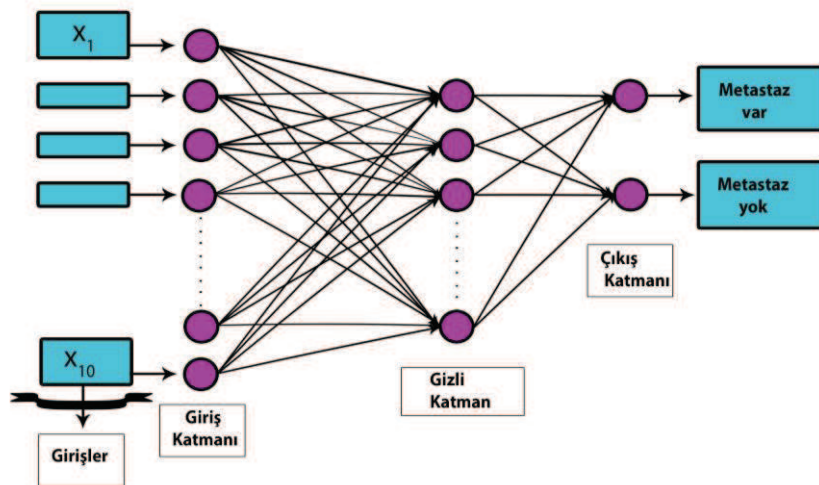 X1
Metastaz
var
Metastaz
yok
Çıkış
Katmanı
X10
Gizli
Katman
Giriş
Katmanı
Girişler